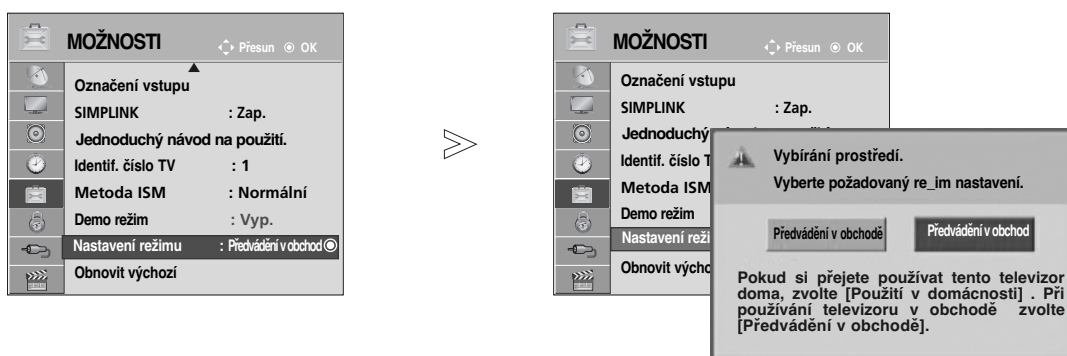 MOŽNOSTI
Přesun OK
Označení vstupu
SIMPLINK : Zap.
Jednoduchý návod na použití.
Identif. číslo TV : 1
Metoda ISM : Normální
Demo režim : Vyp.
Nastavení režimu : Předvádění v obchod
Obnovit výchozí
MOŽNOSTI
Přesun OK
Označení vstupu
SIMPLINK : Zap.
Jednoduchý
Identif. číslo T
Metoda ISM
Demo režim
Nastavení reži
Obnovit výcho
Vybírání prostředí.
Vyberte požadovaný re_im nastavení.
Předvádění v obchodě
Předvádění v obchod
Pokud si přejete používat tento televizor
doma, zvolte [Použití v domácnosti] . Při
používání televizoru v obchodě zvolte
[Předvádění v obchodě].